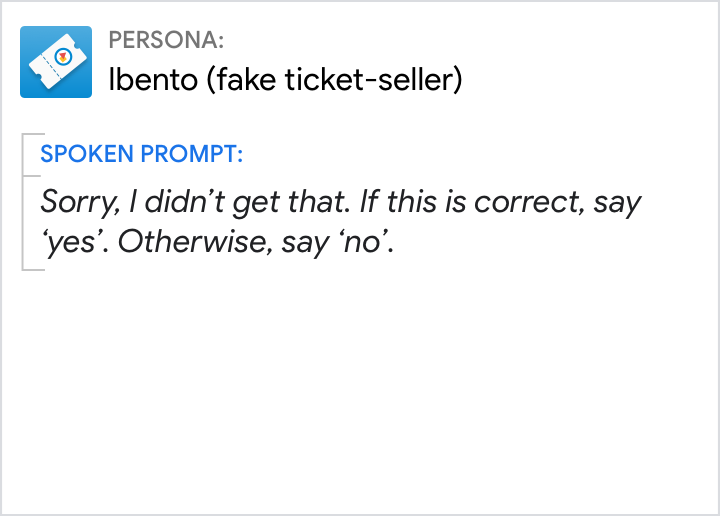 PERSONA:
Ibento (fake ticket-seller)
SPOKEN PROMPT:
Sorry, I didn’t get that. If this is correct, say
‘yes’. Otherwise, say ‘no’.